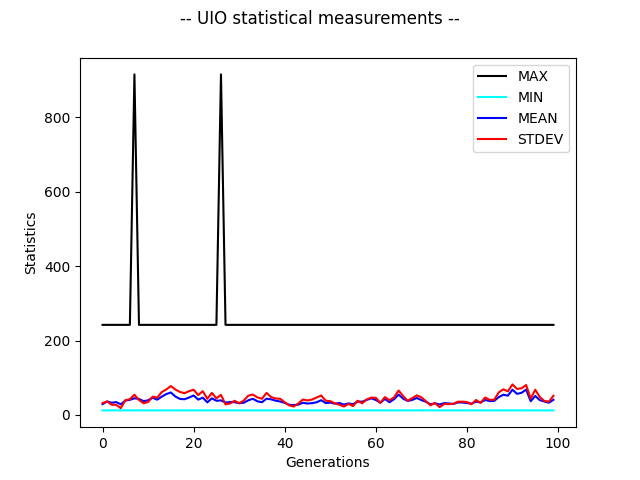 -- UIO statistical measurements --
MAX
MIN
MEAN
STDEV
Statistics
800
600
400
200
0
0 20 40 60 80 100
Generations